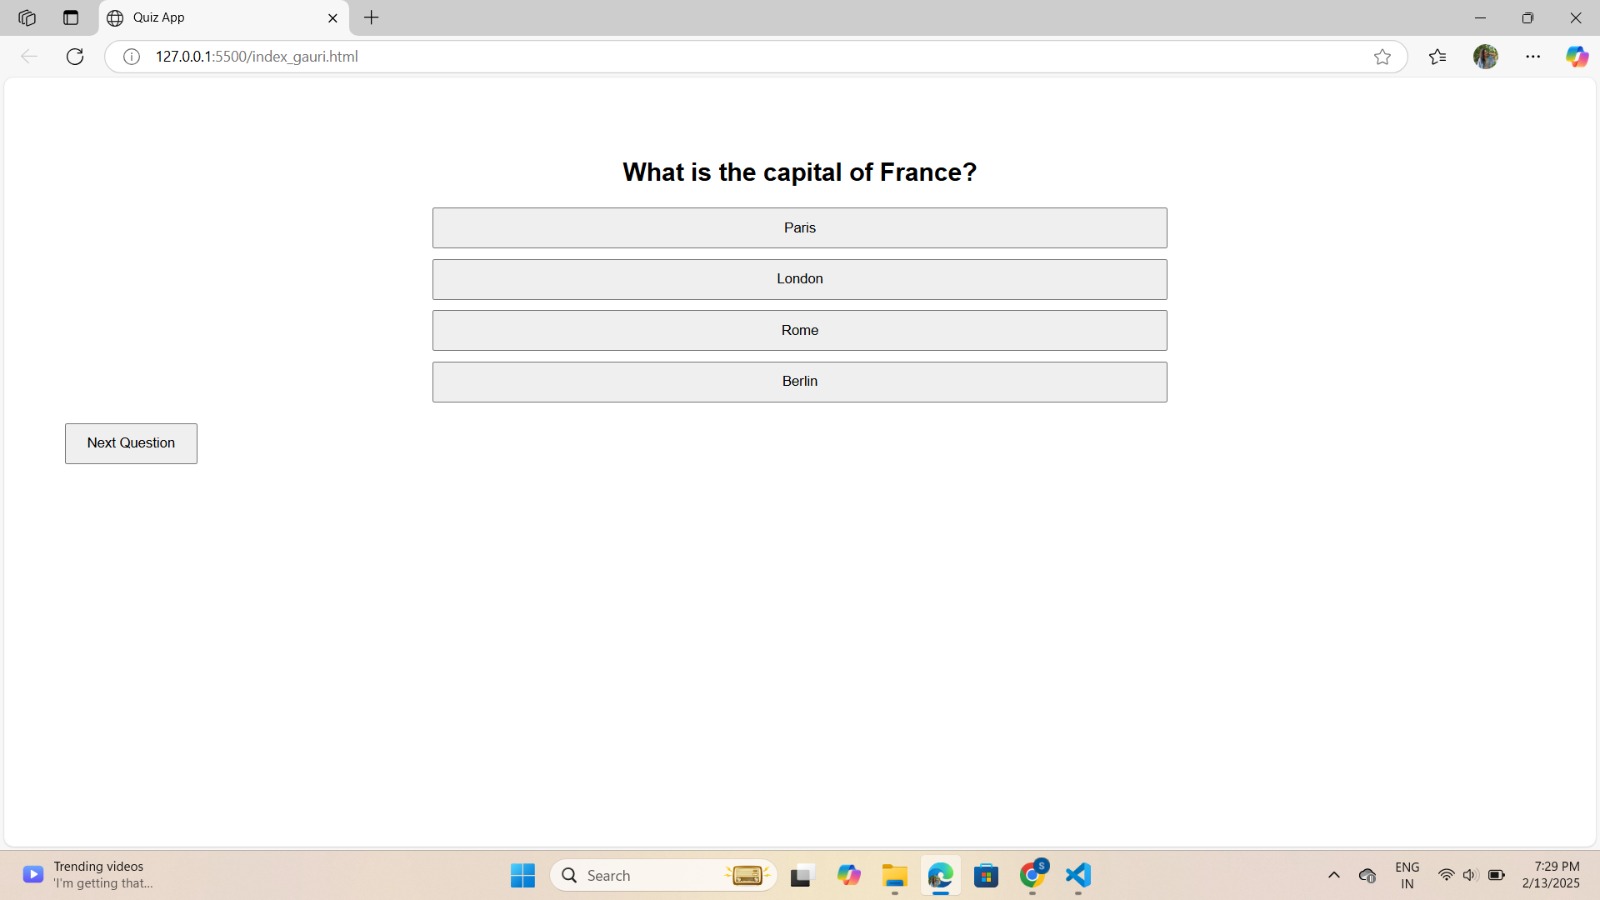 Quiz App
127.0.0.1:5500/index_gauri.html
What is the capital of France?
Paris
London
Rome
Berlin
Next Question
Trending videos
'I'm getting that...
Search
S
ENG
IN
7:29 PM
2/13/2025